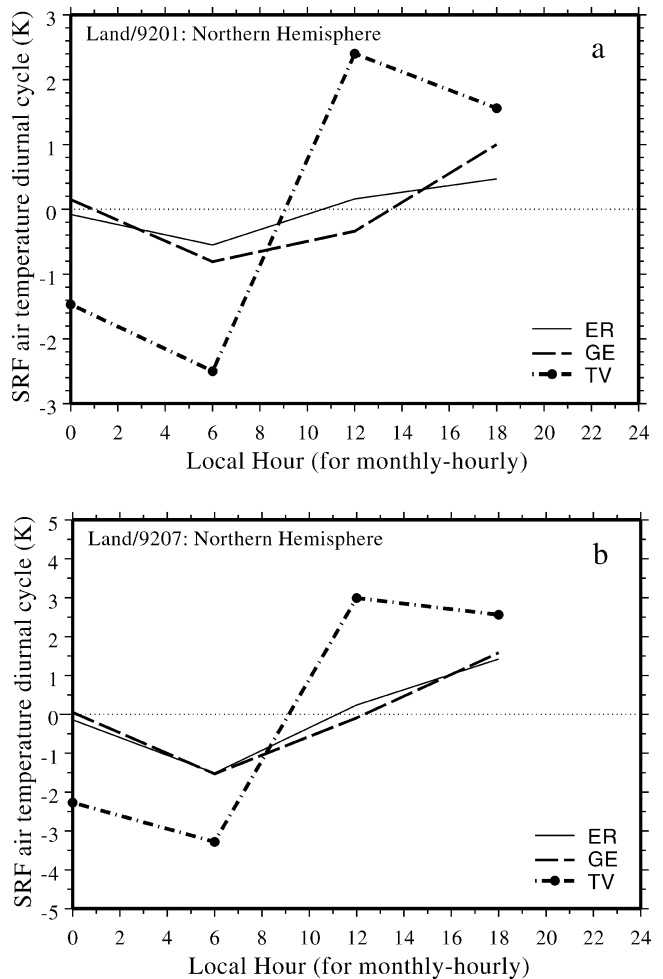 SRF air temperature diurnal cycle (K)
3
Land/9201: Northern Hemisphere
a
2
1
0
-1
-2
-3
ER
GE
TV
0 2 4 6 8 10 12 14 16 18 20 22 24
Local Hour (for monthly-hourly)
SRF air temperature diurnal cycle (K)
5
Land/9207: Northern Hemisphere
b
4
3
2
1
0
-1
-2
-3
-4
-5
ER
GE
TV
0 2 4 6 8 10 12 14 16 18 20 22 24
Local Hour (for monthly-hourly)